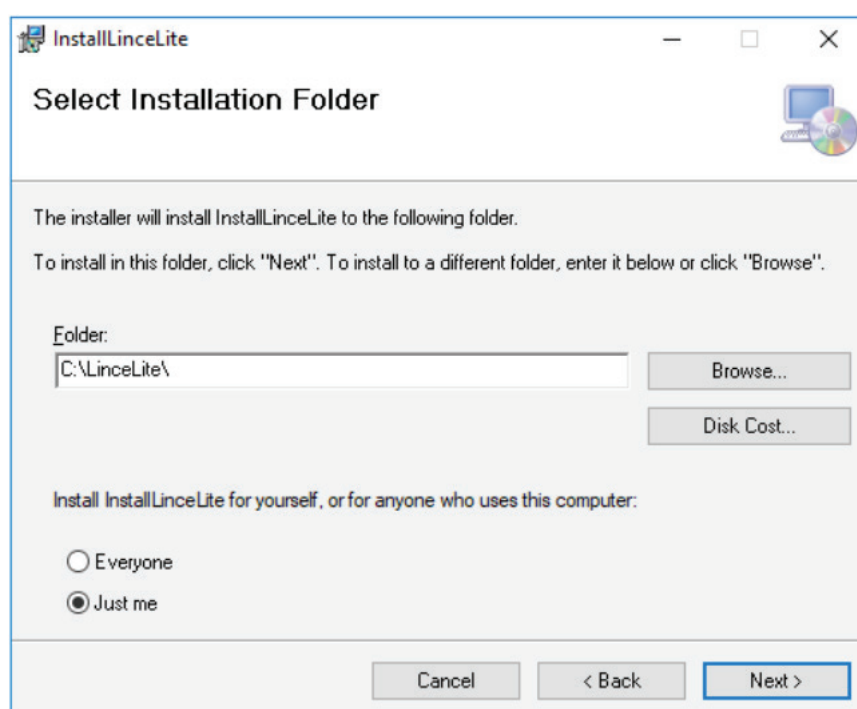 InstallLinceLite
Select Installation Folder
The installer will install InstallLinceLite to the following folder.
To install in this folder, click "Next". To install to a different folder, enter it below or click "Browse".
Folder:
C:\LinceLite\
Browse...
Disk Cost...
Install InstallLinceLite for yourself, or for anyone who uses this computer:
Everyone
Just me
Cancel
< Back
Next >